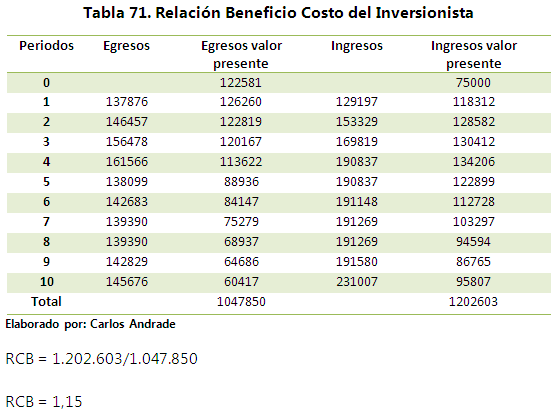 Tabla 71. Relación Beneficio Costo del Inversionista
Periodos Egresos Egresos valor presente Ingresos Ingresos valor presente
0 122581 75000
1 137876 126260 129197 118312
2 146457 122819 153329 128582
3 156478 120167 169819 130412
4 161566 113622 190837 134206
5 138099 88936 190837 122899
6 142683 84147 191148 112728
7 139390 75279 191269 103297
8 139390 68937 191269 94594
9 142829 64686 191580 86765
10 145676 60417 231007 95807
Total 1047850 1202603
Elaborado por: Carlos Andrade
RCB = 1.202.603/1.047.850
RCB = 1,15